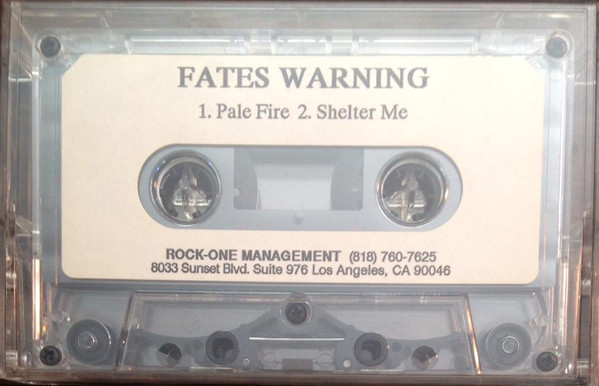 FATES WARNING
1. Pale Fire 2. Shelter Me
ROCK-ONE MANAGEMENT (818) 760-7625
8033 Sunset Blvd. Suite 976 Los Angeles, CA 90046